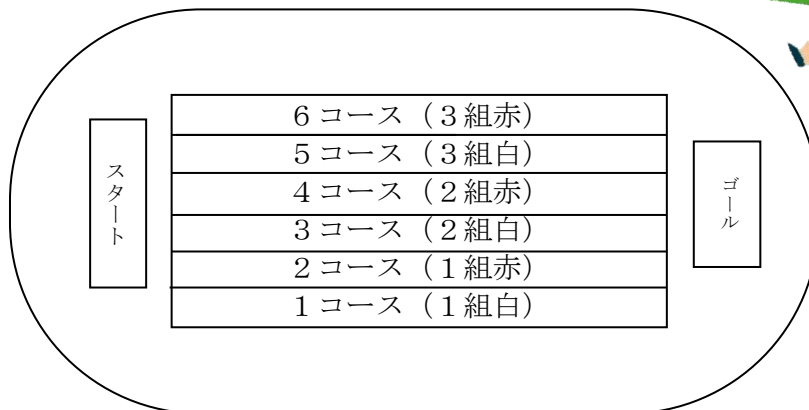 スタート
６コース（３組赤）
５コース（３組白）
４コース（２組赤）
３コース（２組白）
２コース（１組赤）
１コース（１組白）
ゴール